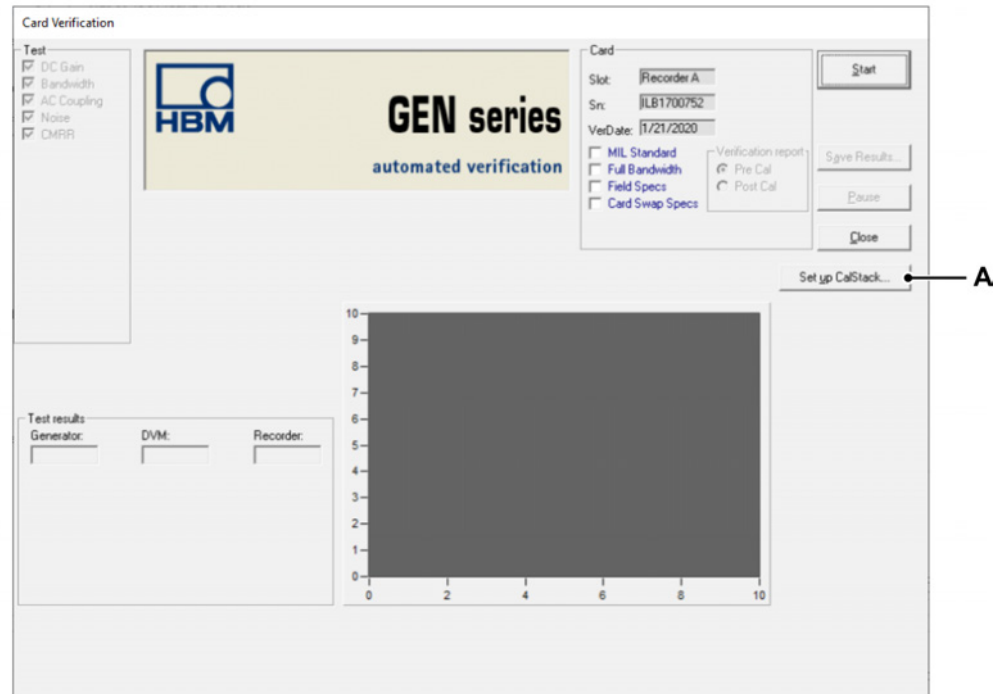 Card Verification
Test
DC Gain
Bandwidth
AC Coupling
Noise
CMRR
HBM
GEN series
automated verification
Card
Slot: Recorder A
Sn: ILB1700752
VerDate: 1/21/2020
MIL Standard
Full Bandwidth
Field Specs
Card Swap Specs
Verification report
Pre Cal
Post Cal
Start
Save Results...
Pause
Close
Set up CalStack...
A
Test results
Generator: DVM: Recorder:
10
9
8
7
6
5
4
3
2
1
0
0 2 4 6 8 10